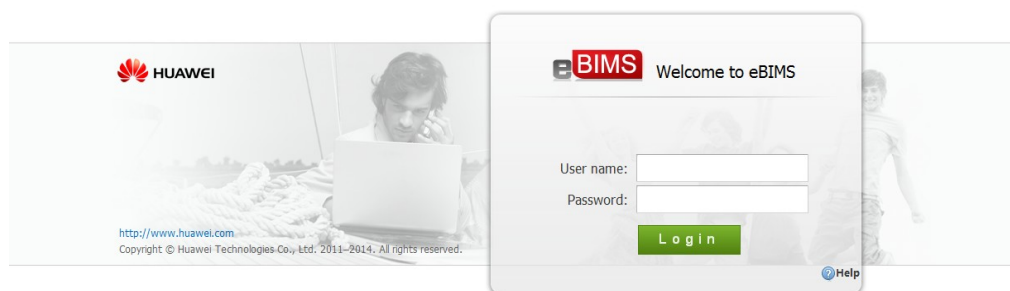 HUAWEI
eBIMS Welcome to eBIMS
User name:
Password:
http://www.huawei.com
Copyright © Huawei Technologies Co., Ltd. 2011–2014. All rights reserved.
Login
Help